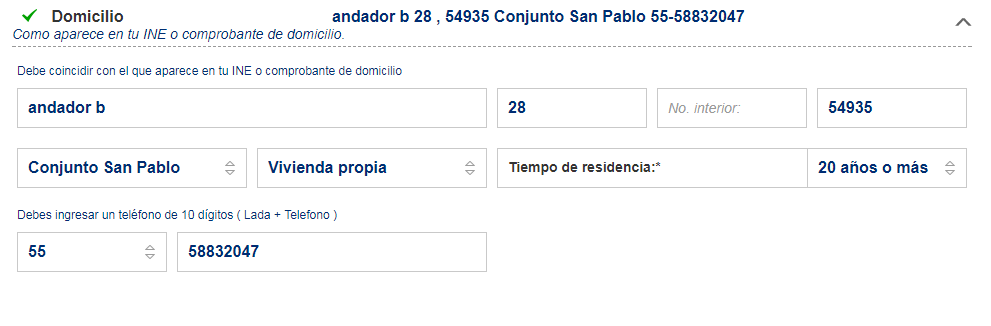 Domicilio andador b 28 , 54935 Conjunto San Pablo 55-58832047
Como aparece en tu INE o comprobante de domicilio.
Debe coincidir con el que aparece en tu INE o comprobante de domicilio
andador b 28 No. interior: 54935
Conjunto San Pablo Vivienda propia Tiempo de residencia:* 20 años o más
Debes ingresar un teléfono de 10 dígitos ( Lada + Telefono )
55 58832047